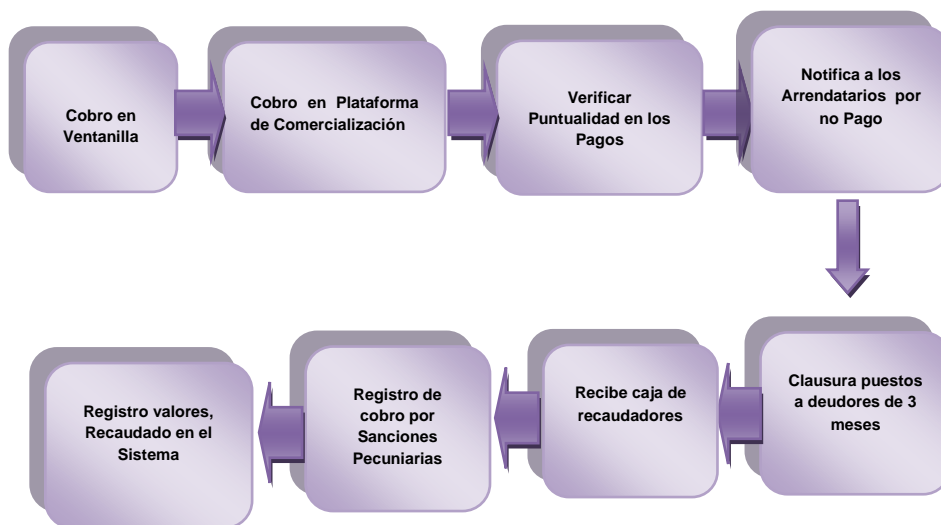 Cobro en
Ventanilla
Cobro en Plataforma
de Comercialización
Verificar
Puntualidad en los
Pagos
Notifica a los
Arrendatarios por
no Pago
Clausura puestos
a deudores de 3
meses
Recibe caja de
recaudadores
Registro de
cobro por
Sanciones
Pecuniarias
Registro valores,
Recaudado en el
Sistema